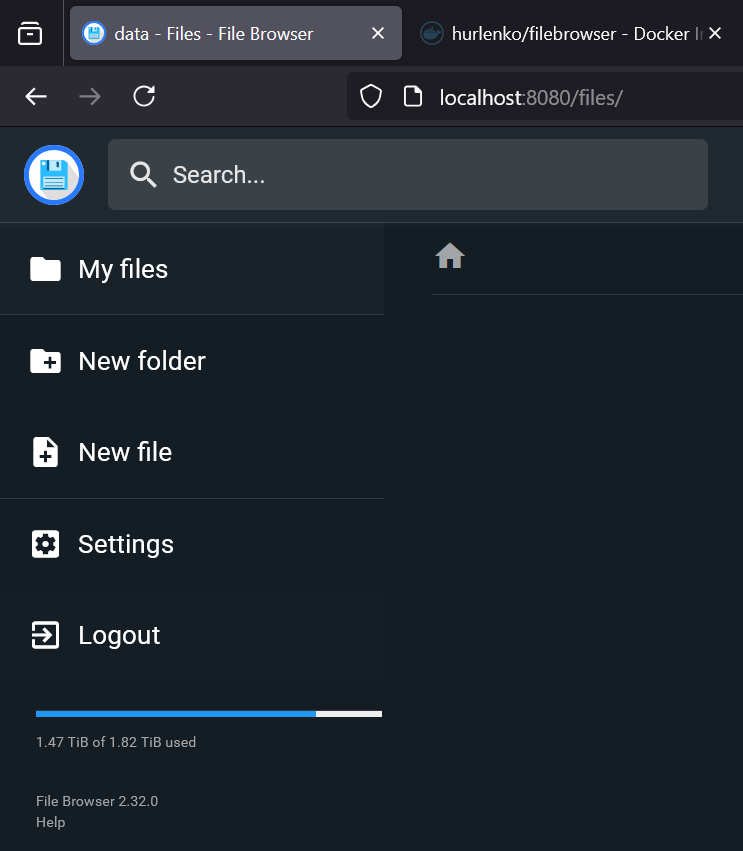 data - Files - File Browser
hurlenko/filebrowser - Docker I
localhost:8080/files/
Search...
My files
New folder
New file
Settings
Logout
1.47 TiB of 1.82 TiB used
File Browser 2.32.0
Help